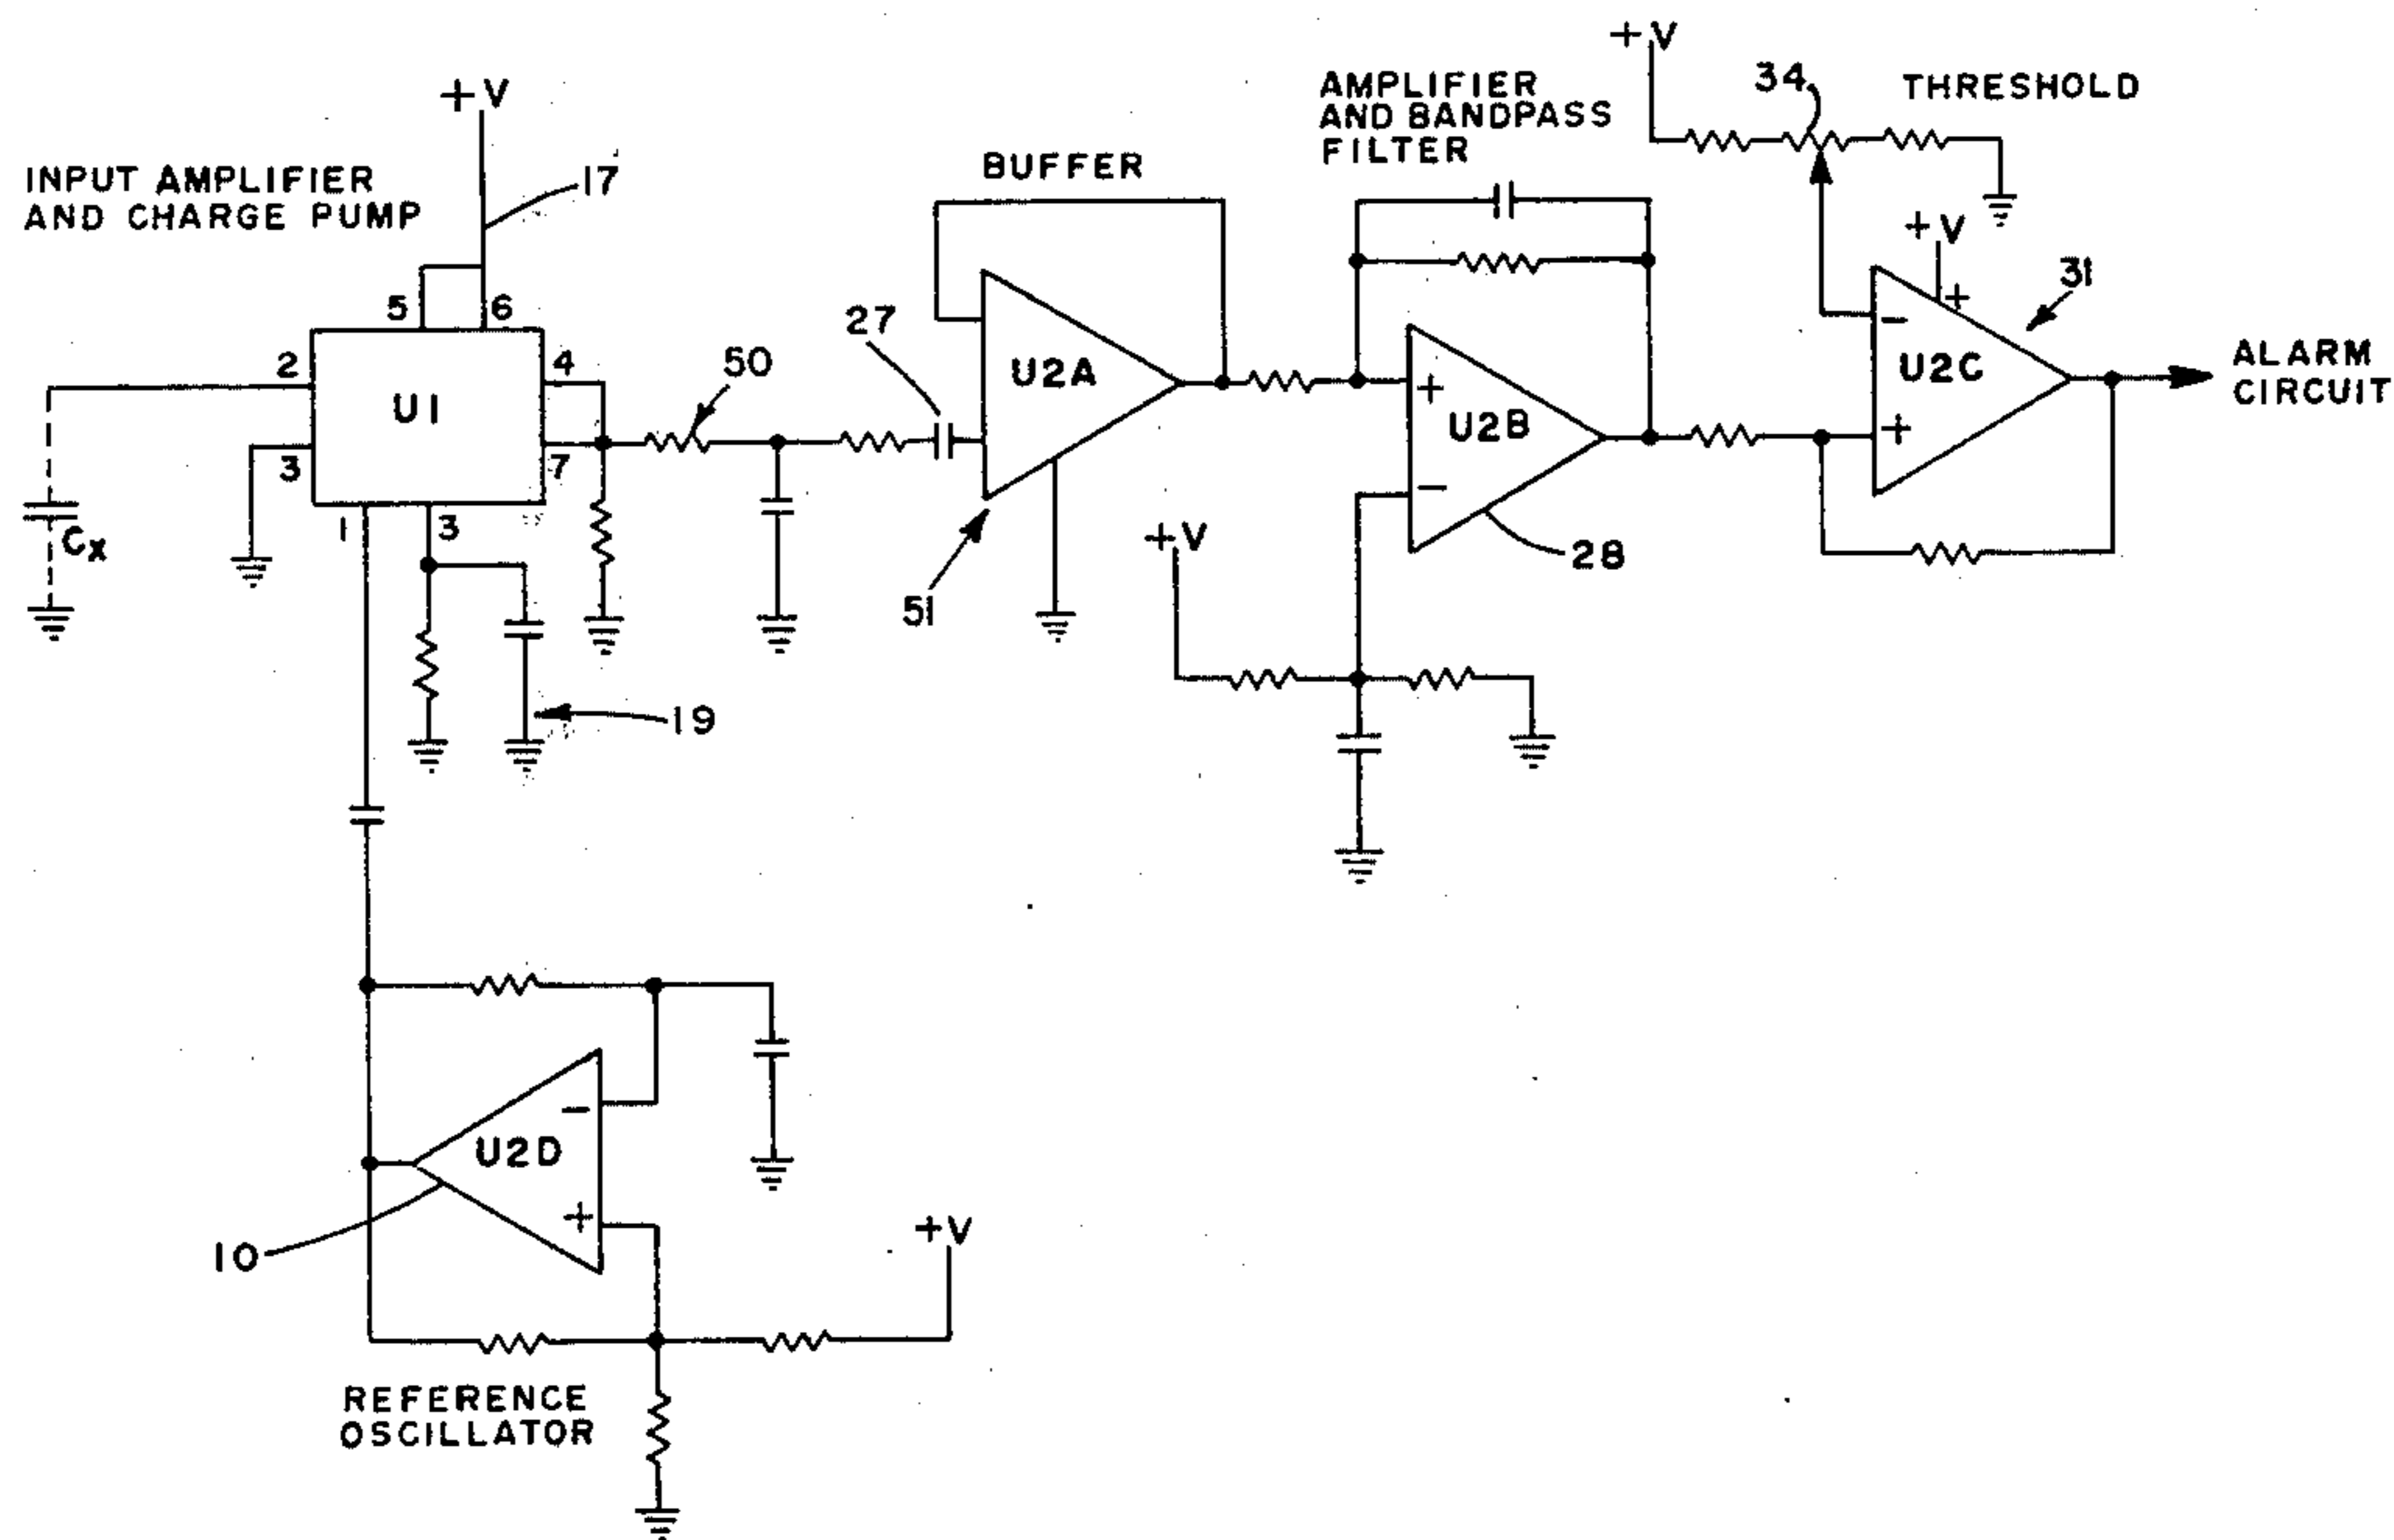 +V
34
THRESHOLD
AMPLIFIER
AND BANDPASS
FILTER
+V
INPUT AMPLIFIER
AND CHARGE PUMP
17
BUFFER
+V
+
31
5
6
2
4
50
27
U1
U2A
+
U2B
-
28
-
U2C
+
ALARM
CIRCUIT
3
7
1
3
Cx
51
+V
19
-
U2D
+
10
+V
REFERENCE
OSCILLATOR